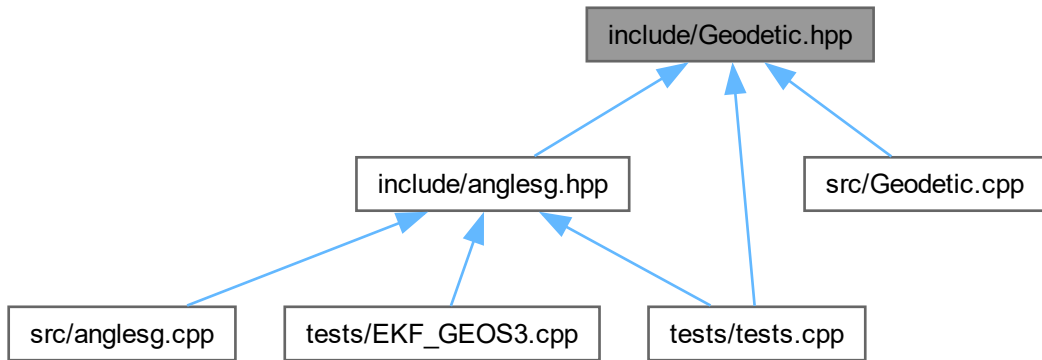 include/Geodetic.hpp
include/anglesg.hpp
src/Geodetic.cpp
src/anglesg.cpp
tests/EKF_GEOS3.cpp
tests/tests.cpp